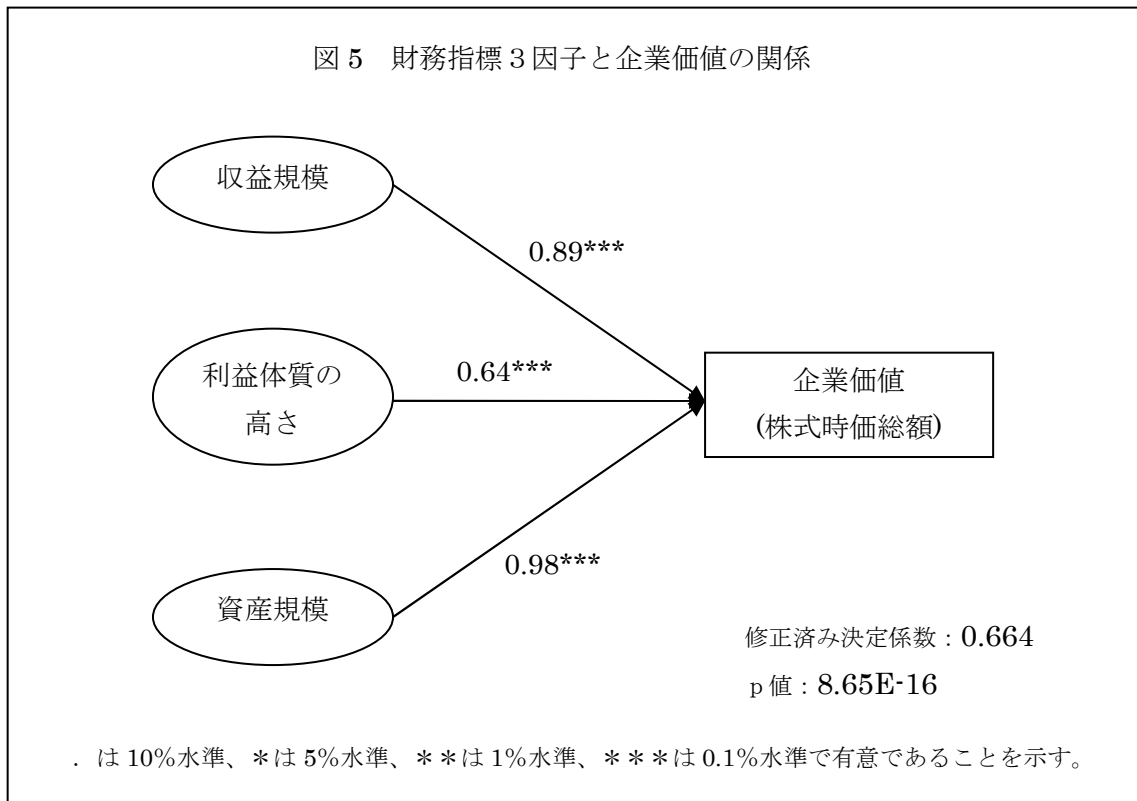 図 5 財務指標３因子と企業価値の関係
収益規模
0.89***
利益体質の
高さ
0.64***
企業価値
(株式時価総額)
0.98***
資産規模
修正済み決定係数：0.664
ｐ値：8.65E-16
．は 10％水準、＊は 5％水準、＊＊は 1％水準、＊＊＊は 0.1％水準で有意であることを示す。